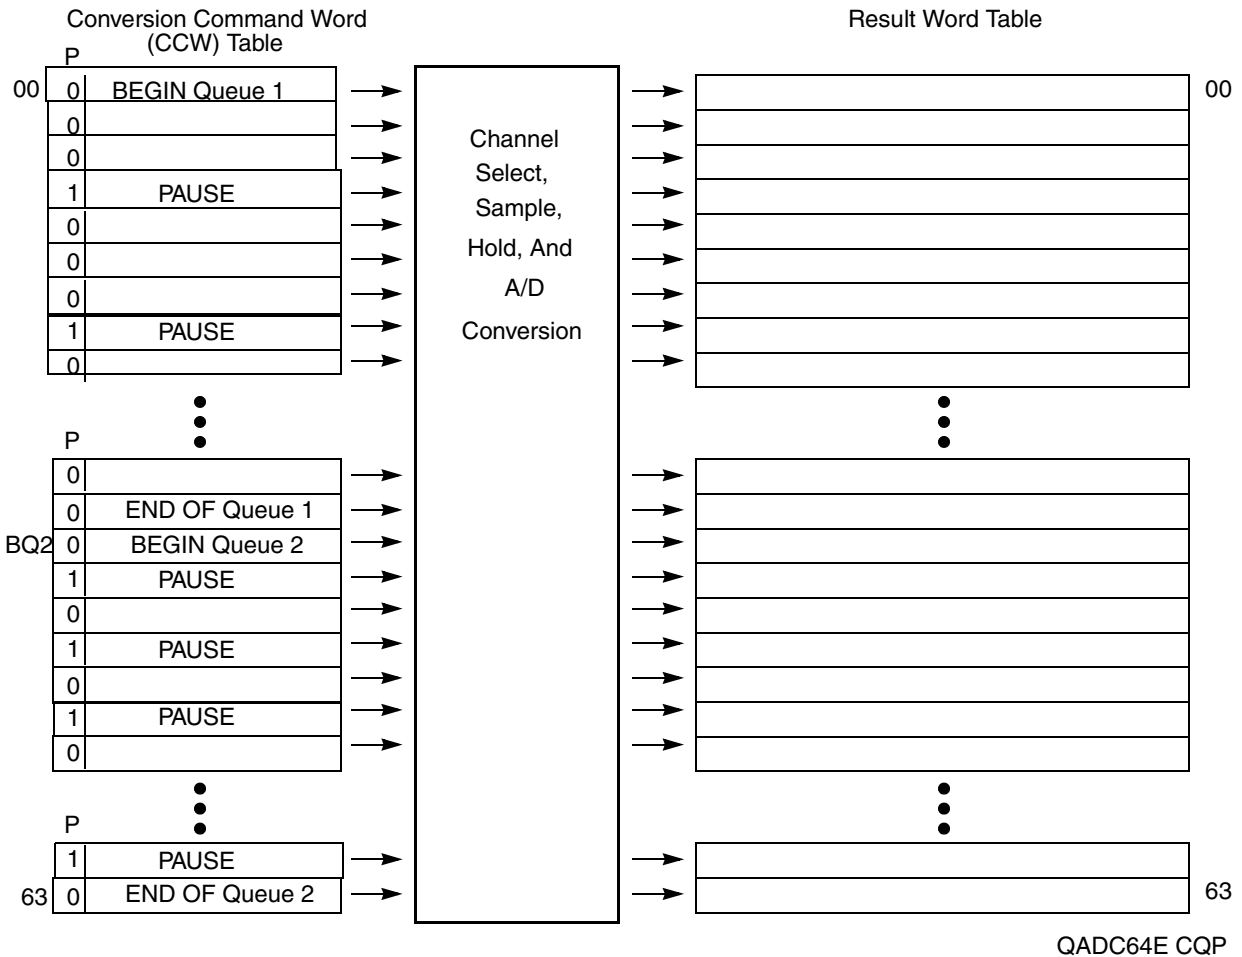 Conversion Command Word
(CCW) Table
Result Word Table
P
00 0 BEGIN Queue 1 00
0
0
1 PAUSE
0
0
0
1 PAUSE
0
Channel
Select,
Sample,
Hold, And
A/D
Conversion
P
0
0 END OF Queue 1
BQ2 0 BEGIN Queue 2
1 PAUSE
0
1 PAUSE
0
1 PAUSE
0
P
1 PAUSE
63 0 END OF Queue 2 63
QADC64E CQP